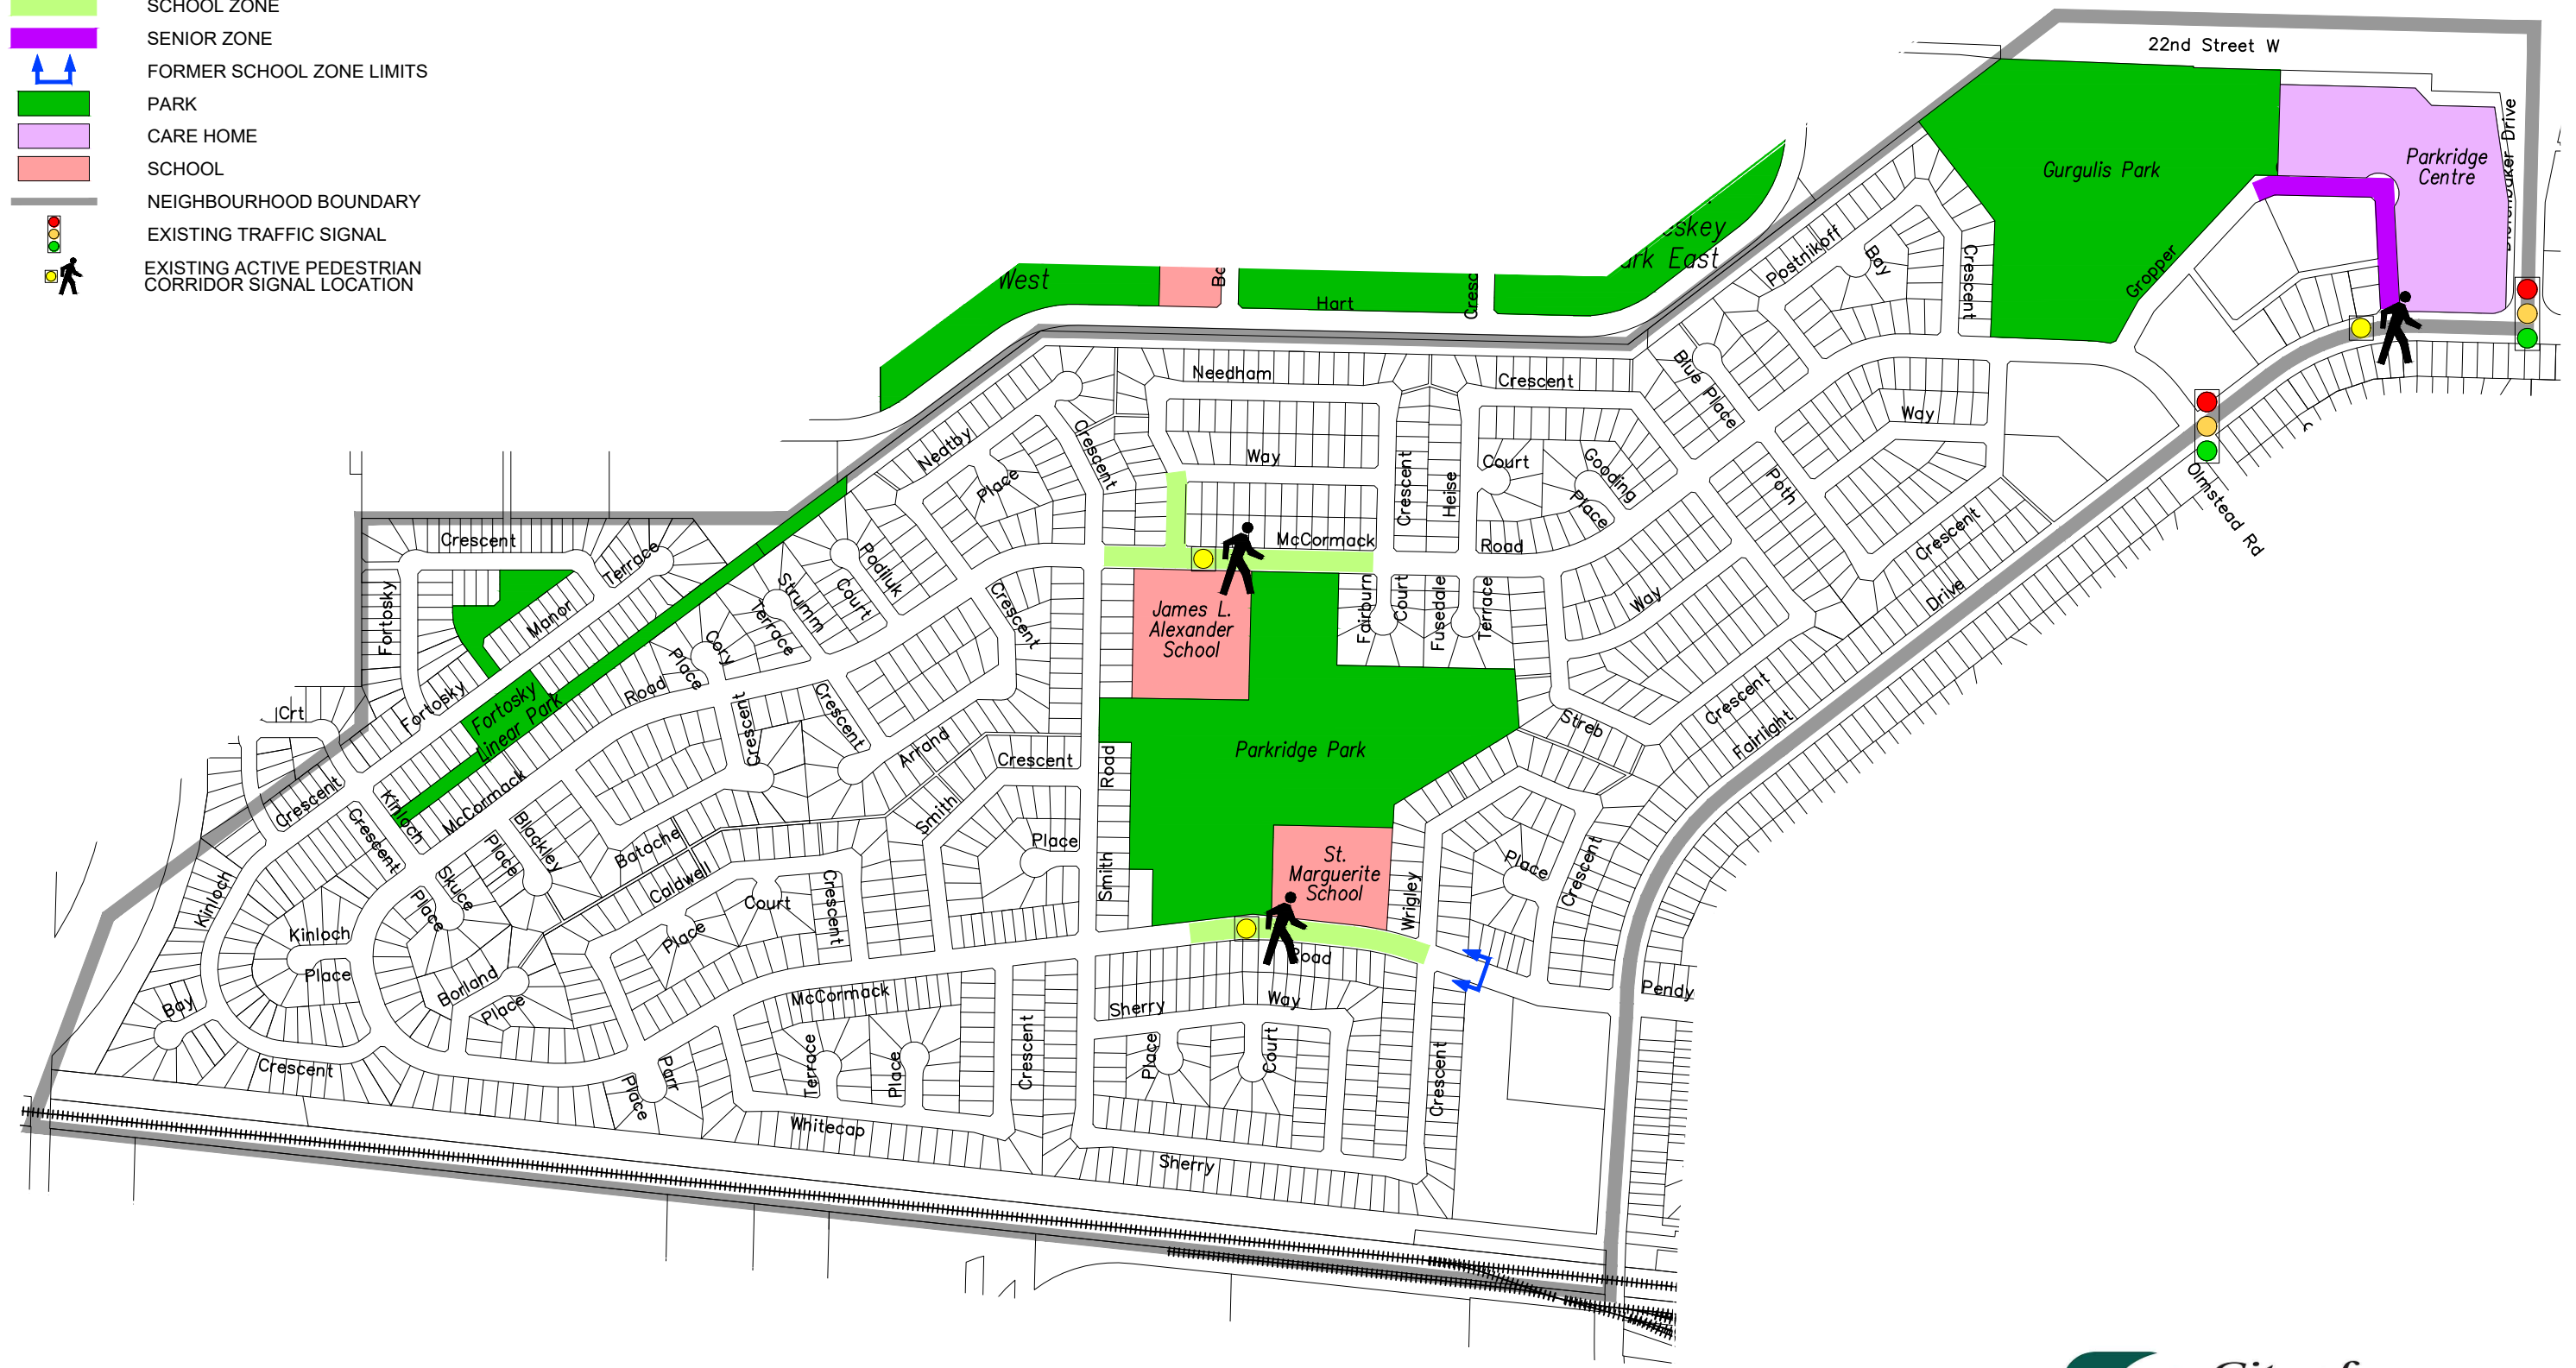 SCHOOL ZONE
SENIOR ZONE
FORMER SCHOOL ZONE LIMITS
PARK
CARE HOME
SCHOOL
NEIGHBOURHOOD BOUNDARY
EXISTING TRAFFIC SIGNAL
EXISTING ACTIVE PEDESTRIAN
CORRIDOR SIGNAL LOCATION
22nd Street W
Parkridge
Centre
Drive
Gurgulis Park
Gropper
Olmstead Rd
West
Hart
Postnikoff
Bay
Crescent
Blue Place
Needham
Crescent
Way
Way
Crescent
Heise
Court
Gooding
Place
Poth
McCormack
Road
Neatby
Place
Crescent
Crescent
Terrace
Fortosky
Manor
Fortosky
Fortosky
Linear Park
Podiluk
Court
Strumm
Terrace
Cory
Place
Road
Crescent
Crescent
Crescent
James L.
Alexander
School
Fairburn
Court
Fusedale
Terrace
Way
Crescent
Drive
Crescent
Fairlight
Streb
Parkridge Park
Arrand
Crescent
Smith
Place
Road
Smith
Crt
Crescent
Kinloch
McCormack
Crescent
Blackley
Place
Skuce
Place
Batoche
Caldwell
Court
Place
Crescent
St.
Marguerite
School
Wrigley
Place
Crescent
Kinloch
Kinloch
Place
Bay
Borland
Place
Crescent
McCormack
Road
Sherry
Way
Place
Court
Crescent
Crescent
Terrace
Place
Parr
Place
Whitecap
Sherry
Pendy
City of